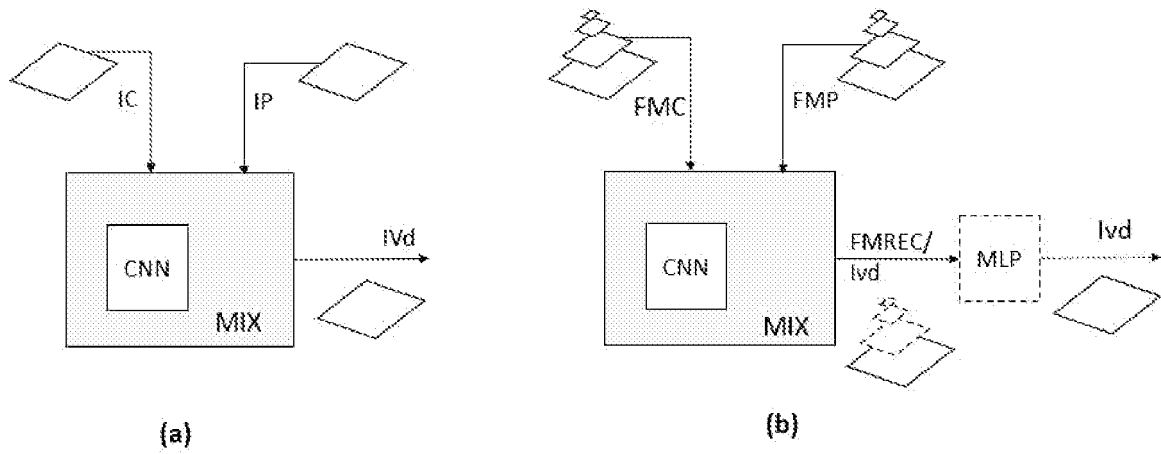 IC
IP
CNN
MIX
IVd
(a)
FMC
FMP
CNN
MIX
FMREC/
Ivd
MLP
Ivd
(b)